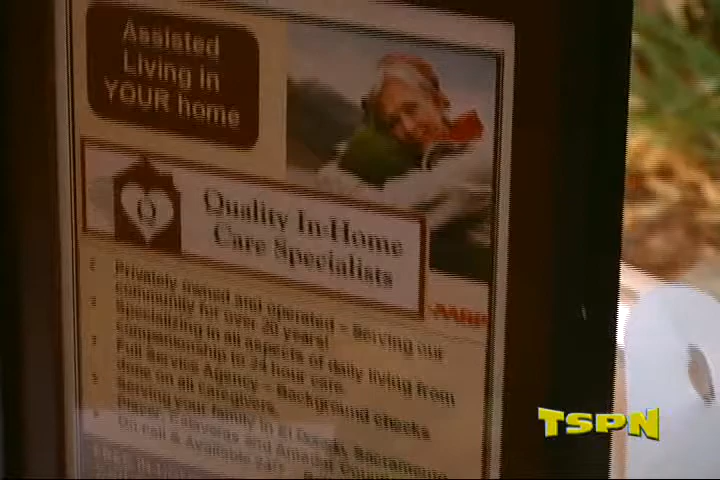 Assisted
Living in
YOUR home
Q
Quality In-Home
Care Specialists
Privately owned and operated – Serving our
community for over 20 years!
Specializing in all aspects of daily living from
Companionship to 24 hour care.
Full Service Agency – Background checks
done on all caregivers.
Serving your family in El Dorado, Sacramento,
Placer, Calaveras and Amador
On call & Available 24/7
TSPN